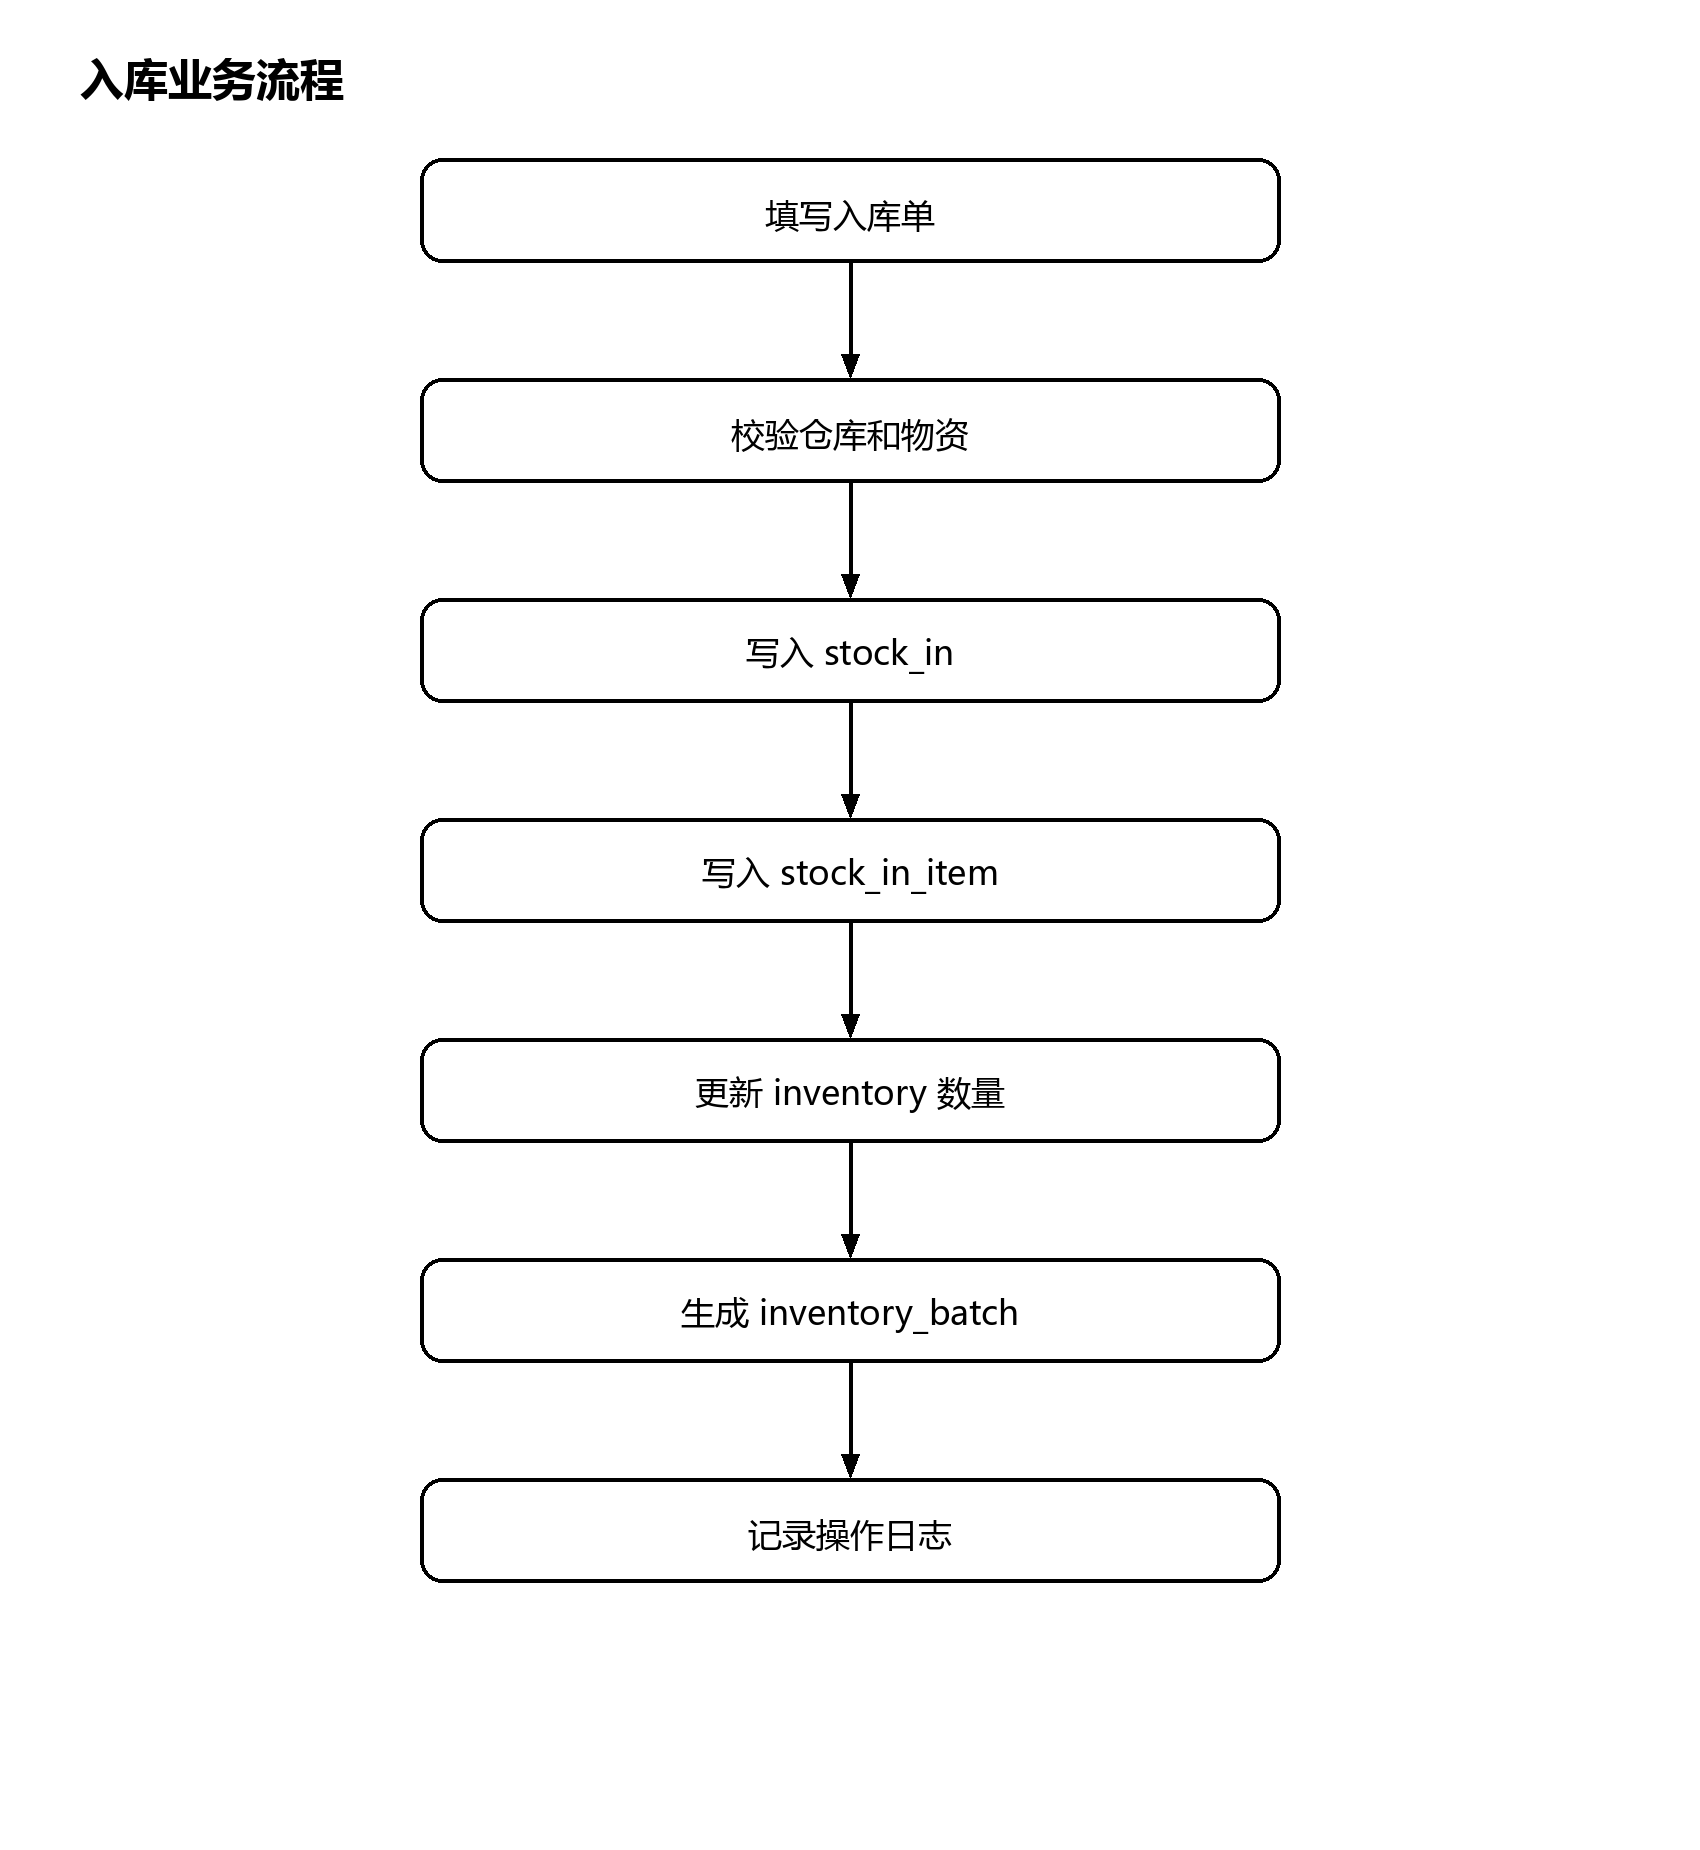 入库业务流程
填写入库单
校验仓库和物资
写入 stock_in
写入 stock_in_item
更新 inventory 数量
生成 inventory_batch
记录操作日志